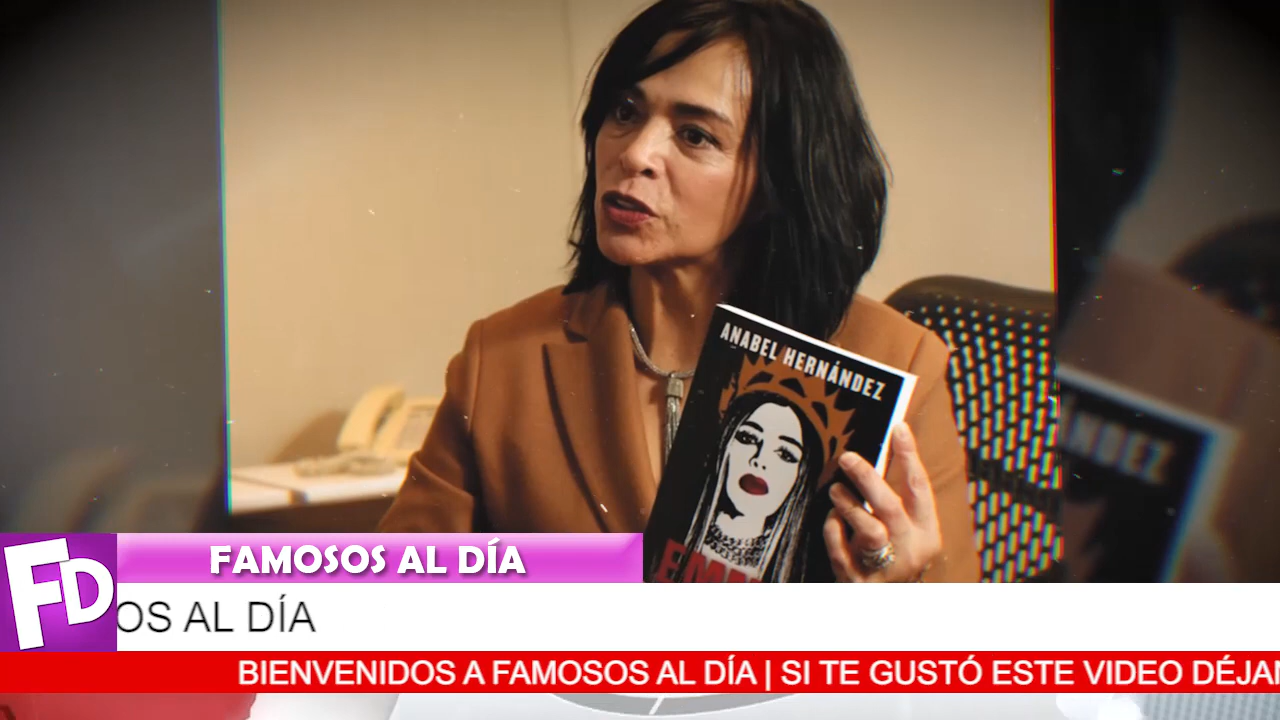 ANABEL HERNÁNDEZ
FAMOSOS AL DÍA
FD
OS AL DÍA
BIENVENIDOS A FAMOSOS AL DÍA | SI TE GUSTÓ ESTE VIDEO DÉJAN